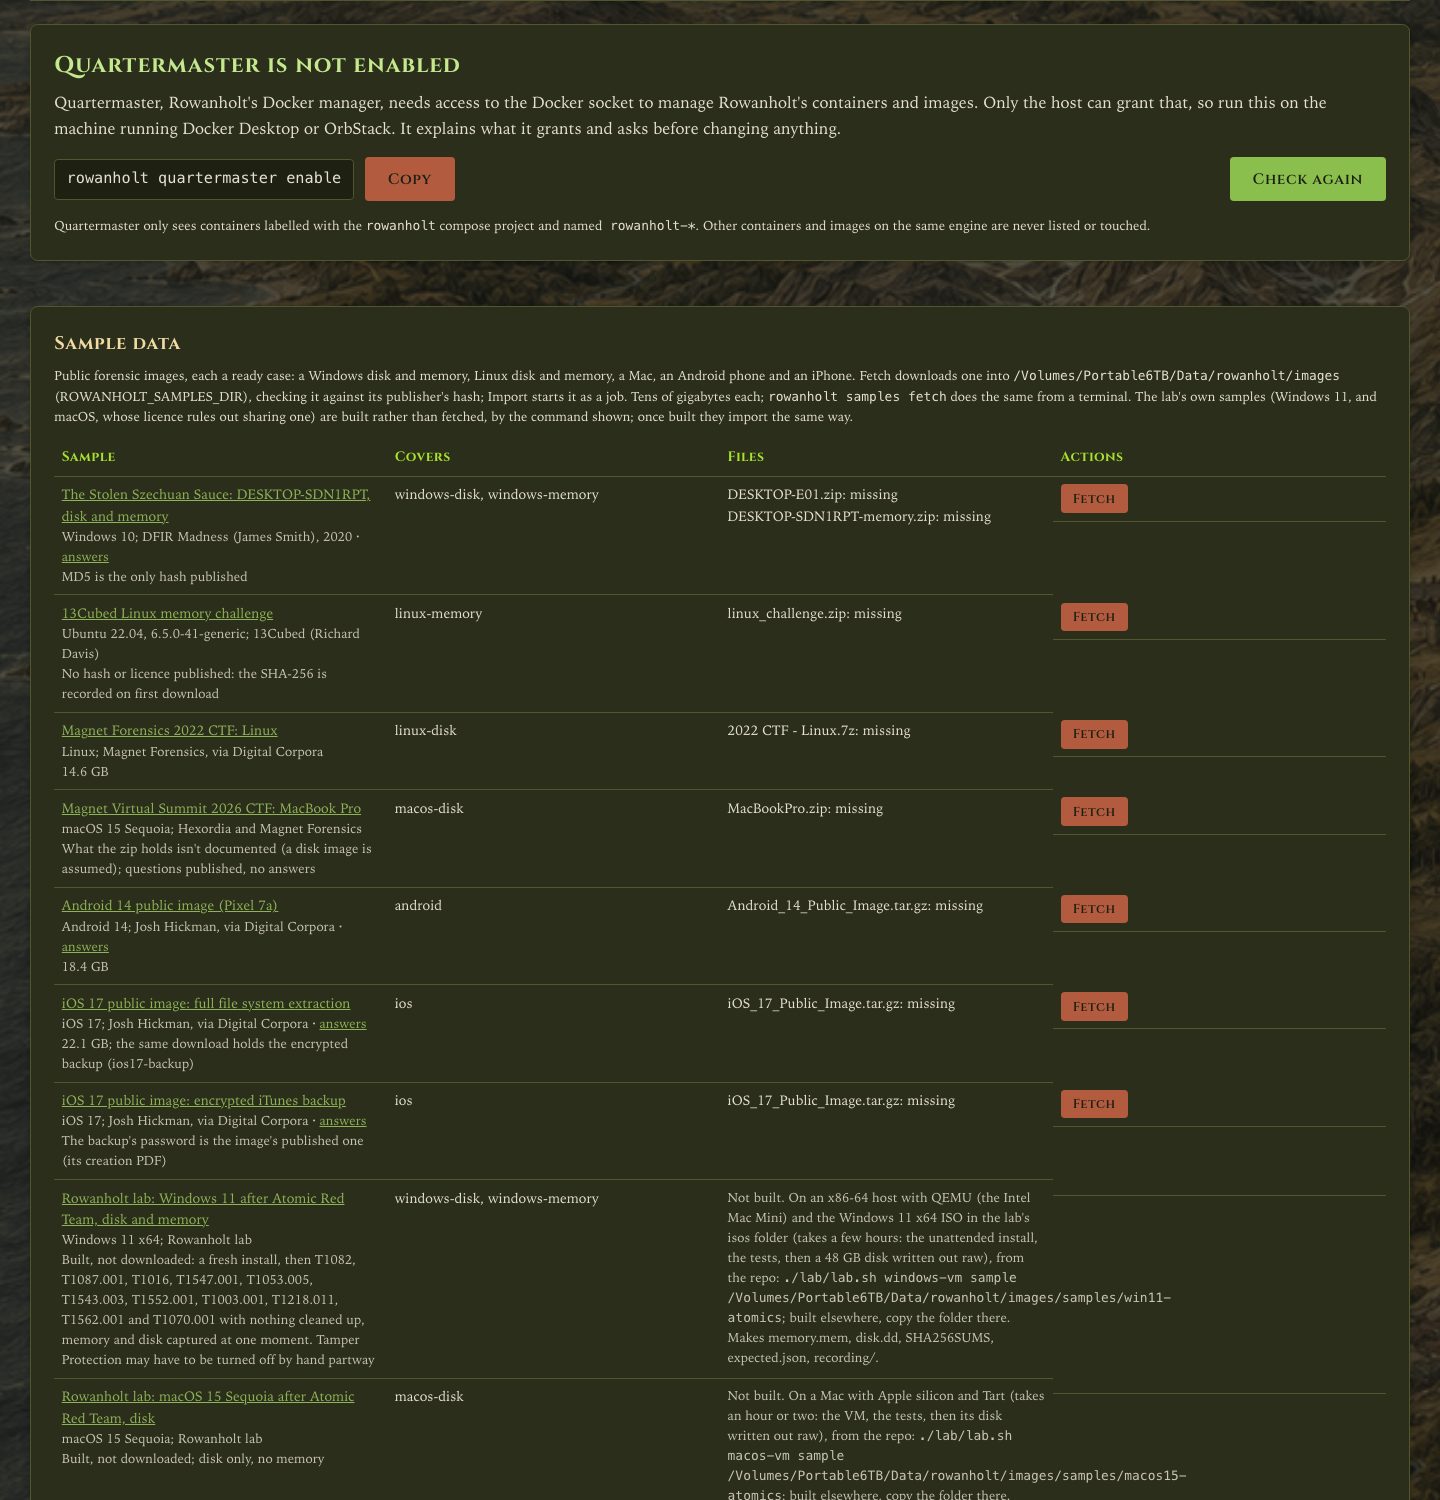 Quartermaster is not enabled
Quartermaster, Rowanholt's Docker manager, needs access to the Docker socket to manage Rowanholt's containers and images. Only the host can grant that, so run this on the
machine running Docker Desktop or OrbStack. It explains what it grants and asks before changing anything.
rowanholt quartermaster enable
Copy
Check again
Quartermaster only sees containers labelled with the rowanholt compose project and named rowanholt-*. Other containers and images on the same engine are never listed or touched.
Sample data
Public forensic images, each a ready case: a Windows disk and memory, Linux disk and memory, a Mac, an Android phone and an iPhone. Fetch downloads one into /Volumes/Portable6TB/Data/rowanholt/images
(ROWANHOLT_SAMPLES_DIR), checking it against its publisher's hash; Import starts it as a job. Tens of gigabytes each; rowanholt samples fetch does the same from a terminal. The lab's own samples (Windows 11, and
macOS, whose licence rules out sharing one) are built rather than fetched, by the command shown; once built they import the same way.
Sample Covers Files Actions
The Stolen Szechuan Sauce: DESKTOP-SDN1RPT,
disk and memory
Windows 10; DFIR Madness (James Smith), 2020 ·
answers
MD5 is the only hash published
windows-disk, windows-memory
DESKTOP-E01.zip: missing
DESKTOP-SDN1RPT-memory.zip: missing
Fetch
13Cubed Linux memory challenge
Ubuntu 22.04, 6.5.0-41-generic; 13Cubed (Richard
Davis)
No hash or licence published: the SHA-256 is
recorded on first download
linux-memory
linux_challenge.zip: missing
Fetch
Magnet Forensics 2022 CTF: Linux
Linux; Magnet Forensics, via Digital Corpora
14.6 GB
linux-disk
2022 CTF - Linux.7z: missing
Fetch
Magnet Virtual Summit 2026 CTF: MacBook Pro
macOS 15 Sequoia; Hexordia and Magnet Forensics
What the zip holds isn't documented (a disk image is
assumed); questions published, no answers
macos-disk
MacBookPro.zip: missing
Fetch
Android 14 public image (Pixel 7a)
Android 14; Josh Hickman, via Digital Corpora ·
answers
18.4 GB
android
Android_14_Public_Image.tar.gz: missing
Fetch
iOS 17 public image: full file system extraction
iOS 17; Josh Hickman, via Digital Corpora · answers
22.1 GB; the same download holds the encrypted
backup (ios17-backup)
ios
iOS_17_Public_Image.tar.gz: missing
Fetch
iOS 17 public image: encrypted iTunes backup
iOS 17; Josh Hickman, via Digital Corpora · answers
The backup's password is the image's published one
(its creation PDF)
ios
iOS_17_Public_Image.tar.gz: missing
Fetch
Rowanholt lab: Windows 11 after Atomic Red
Team, disk and memory
Windows 11 x64; Rowanholt lab
Built, not downloaded: a fresh install, then T1082,
T1087.001, T1016, T1547.001, T1053.005,
T1543.003, T1552.001, T1003.001, T1218.011,
T1562.001 and T1070.001 with nothing cleaned up,
memory and disk captured at one moment. Tamper
Protection may have to be turned off by hand partway
windows-disk, windows-memory
Not built. On an x86-64 host with QEMU (the Intel
Mac Mini) and the Windows 11 x64 ISO in the lab's
isos folder (takes a few hours: the unattended install,
the tests, then a 48 GB disk written out raw), from
the repo: ./lab/lab.sh windows-vm sample
/Volumes/Portable6TB/Data/rowanholt/images/samples/win11-
atomics; built elsewhere, copy the folder there.
Makes memory.mem, disk.dd, SHA256SUMS,
expected.json, recording/.
Rowanholt lab: macOS 15 Sequoia after Atomic
Red Team, disk
macOS 15 Sequoia; Rowanholt lab
Built, not downloaded; disk only, no memory
macos-disk
Not built. On a Mac with Apple silicon and Tart (takes
an hour or two: the VM, the tests, then its disk
written out raw), from the repo: ./lab/lab.sh
macos-vm sample
/Volumes/Portable6TB/Data/rowanholt/images/samples/macos15-
atomics; built elsewhere, copy the folder there.